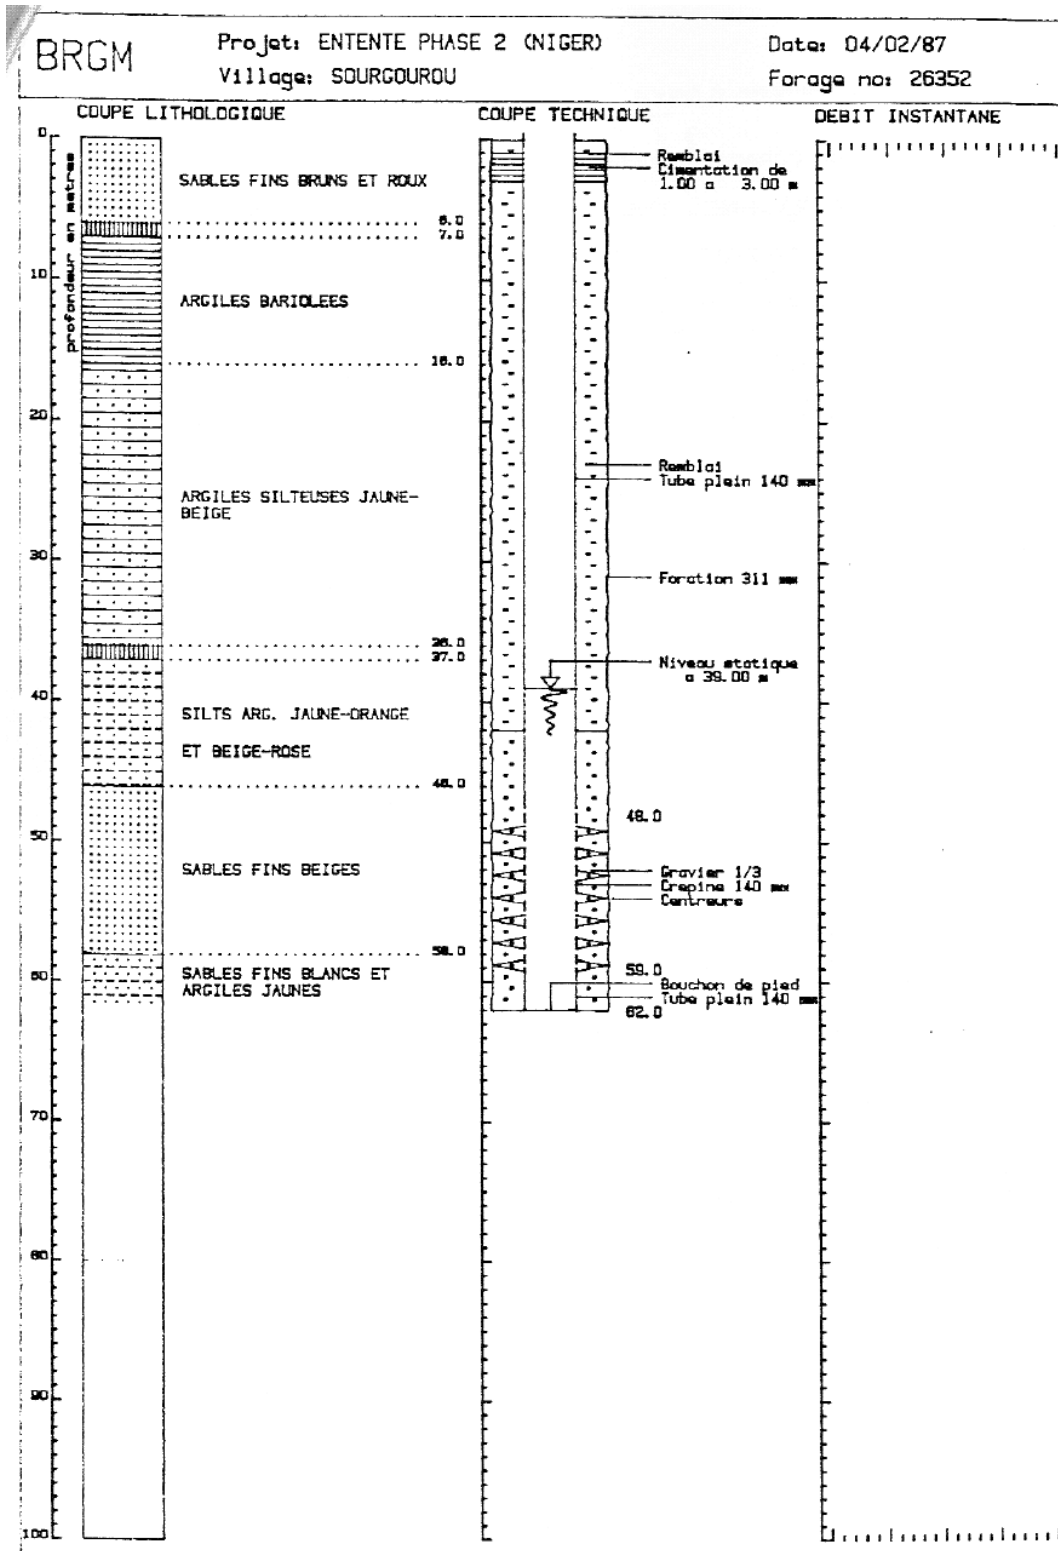 BRGM
Projet: ENTENTE PHASE 2 (NIGER)
Village: SOURGOUROU
Date: 04/02/87
Forage no: 26352
COUPE LITHOLOGIQUE
COUPE TECHNIQUE
DEBIT INSTANTANE
profondeur en metres
0
10
20
30
40
50
60
70
80
90
100
SABLES FINS BRUNS ET ROUX
6.0
7.0
ARGILES BARIOLEES
16.0
ARGILES SILTEUSES JAUNE-
BEIGE
36.0
37.0
SILTS ARG. JAUNE-ORANGE
ET BEIGE-ROSE
46.0
SABLES FINS BEIGES
58.0
SABLES FINS BLANCS ET
ARGILES JAUNES
Remblai
Cimentation de
1.00 a 3.00 m
Remblai
Tube plein 140 mm
Foration 311 mm
Niveau statique
a 39.00 m
48.0
Gravier 1/3
Crepine 140 mm
Centreurs
59.0
Bouchon de pied
Tube plein 140 mm
62.0